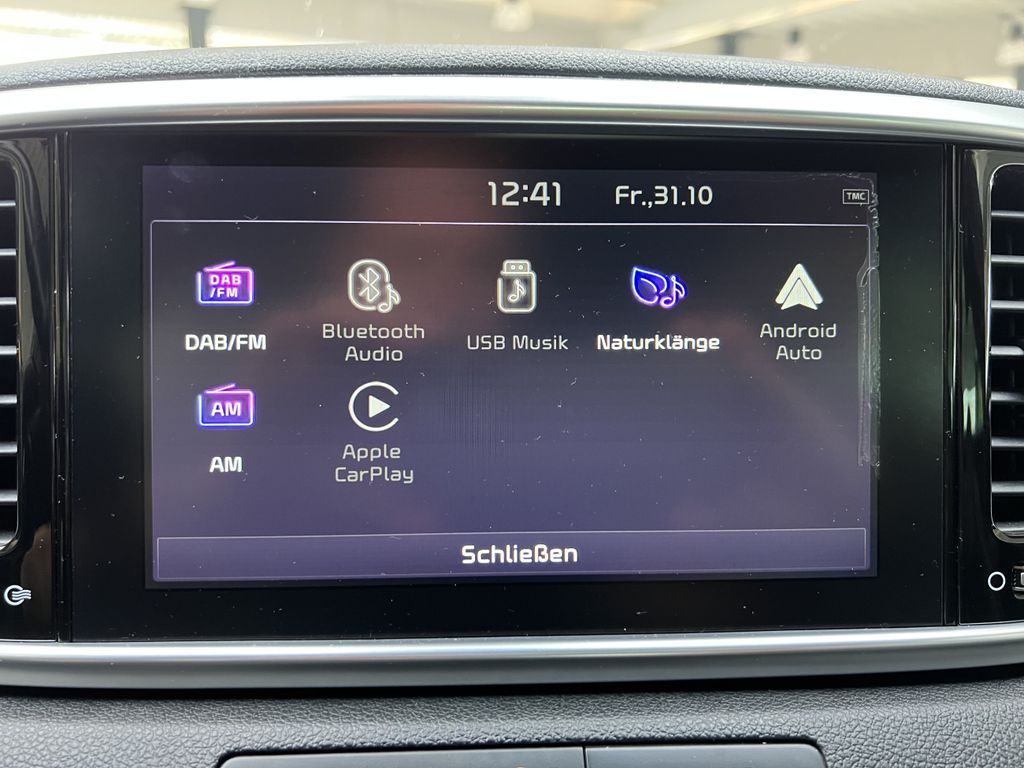 12:41 Fr.,31.10 TMC
DAB
/FM
DAB/FM
Bluetooth
Audio
USB Musik
Naturklänge
Android
Auto
AM
AM
Apple
CarPlay
Schließen